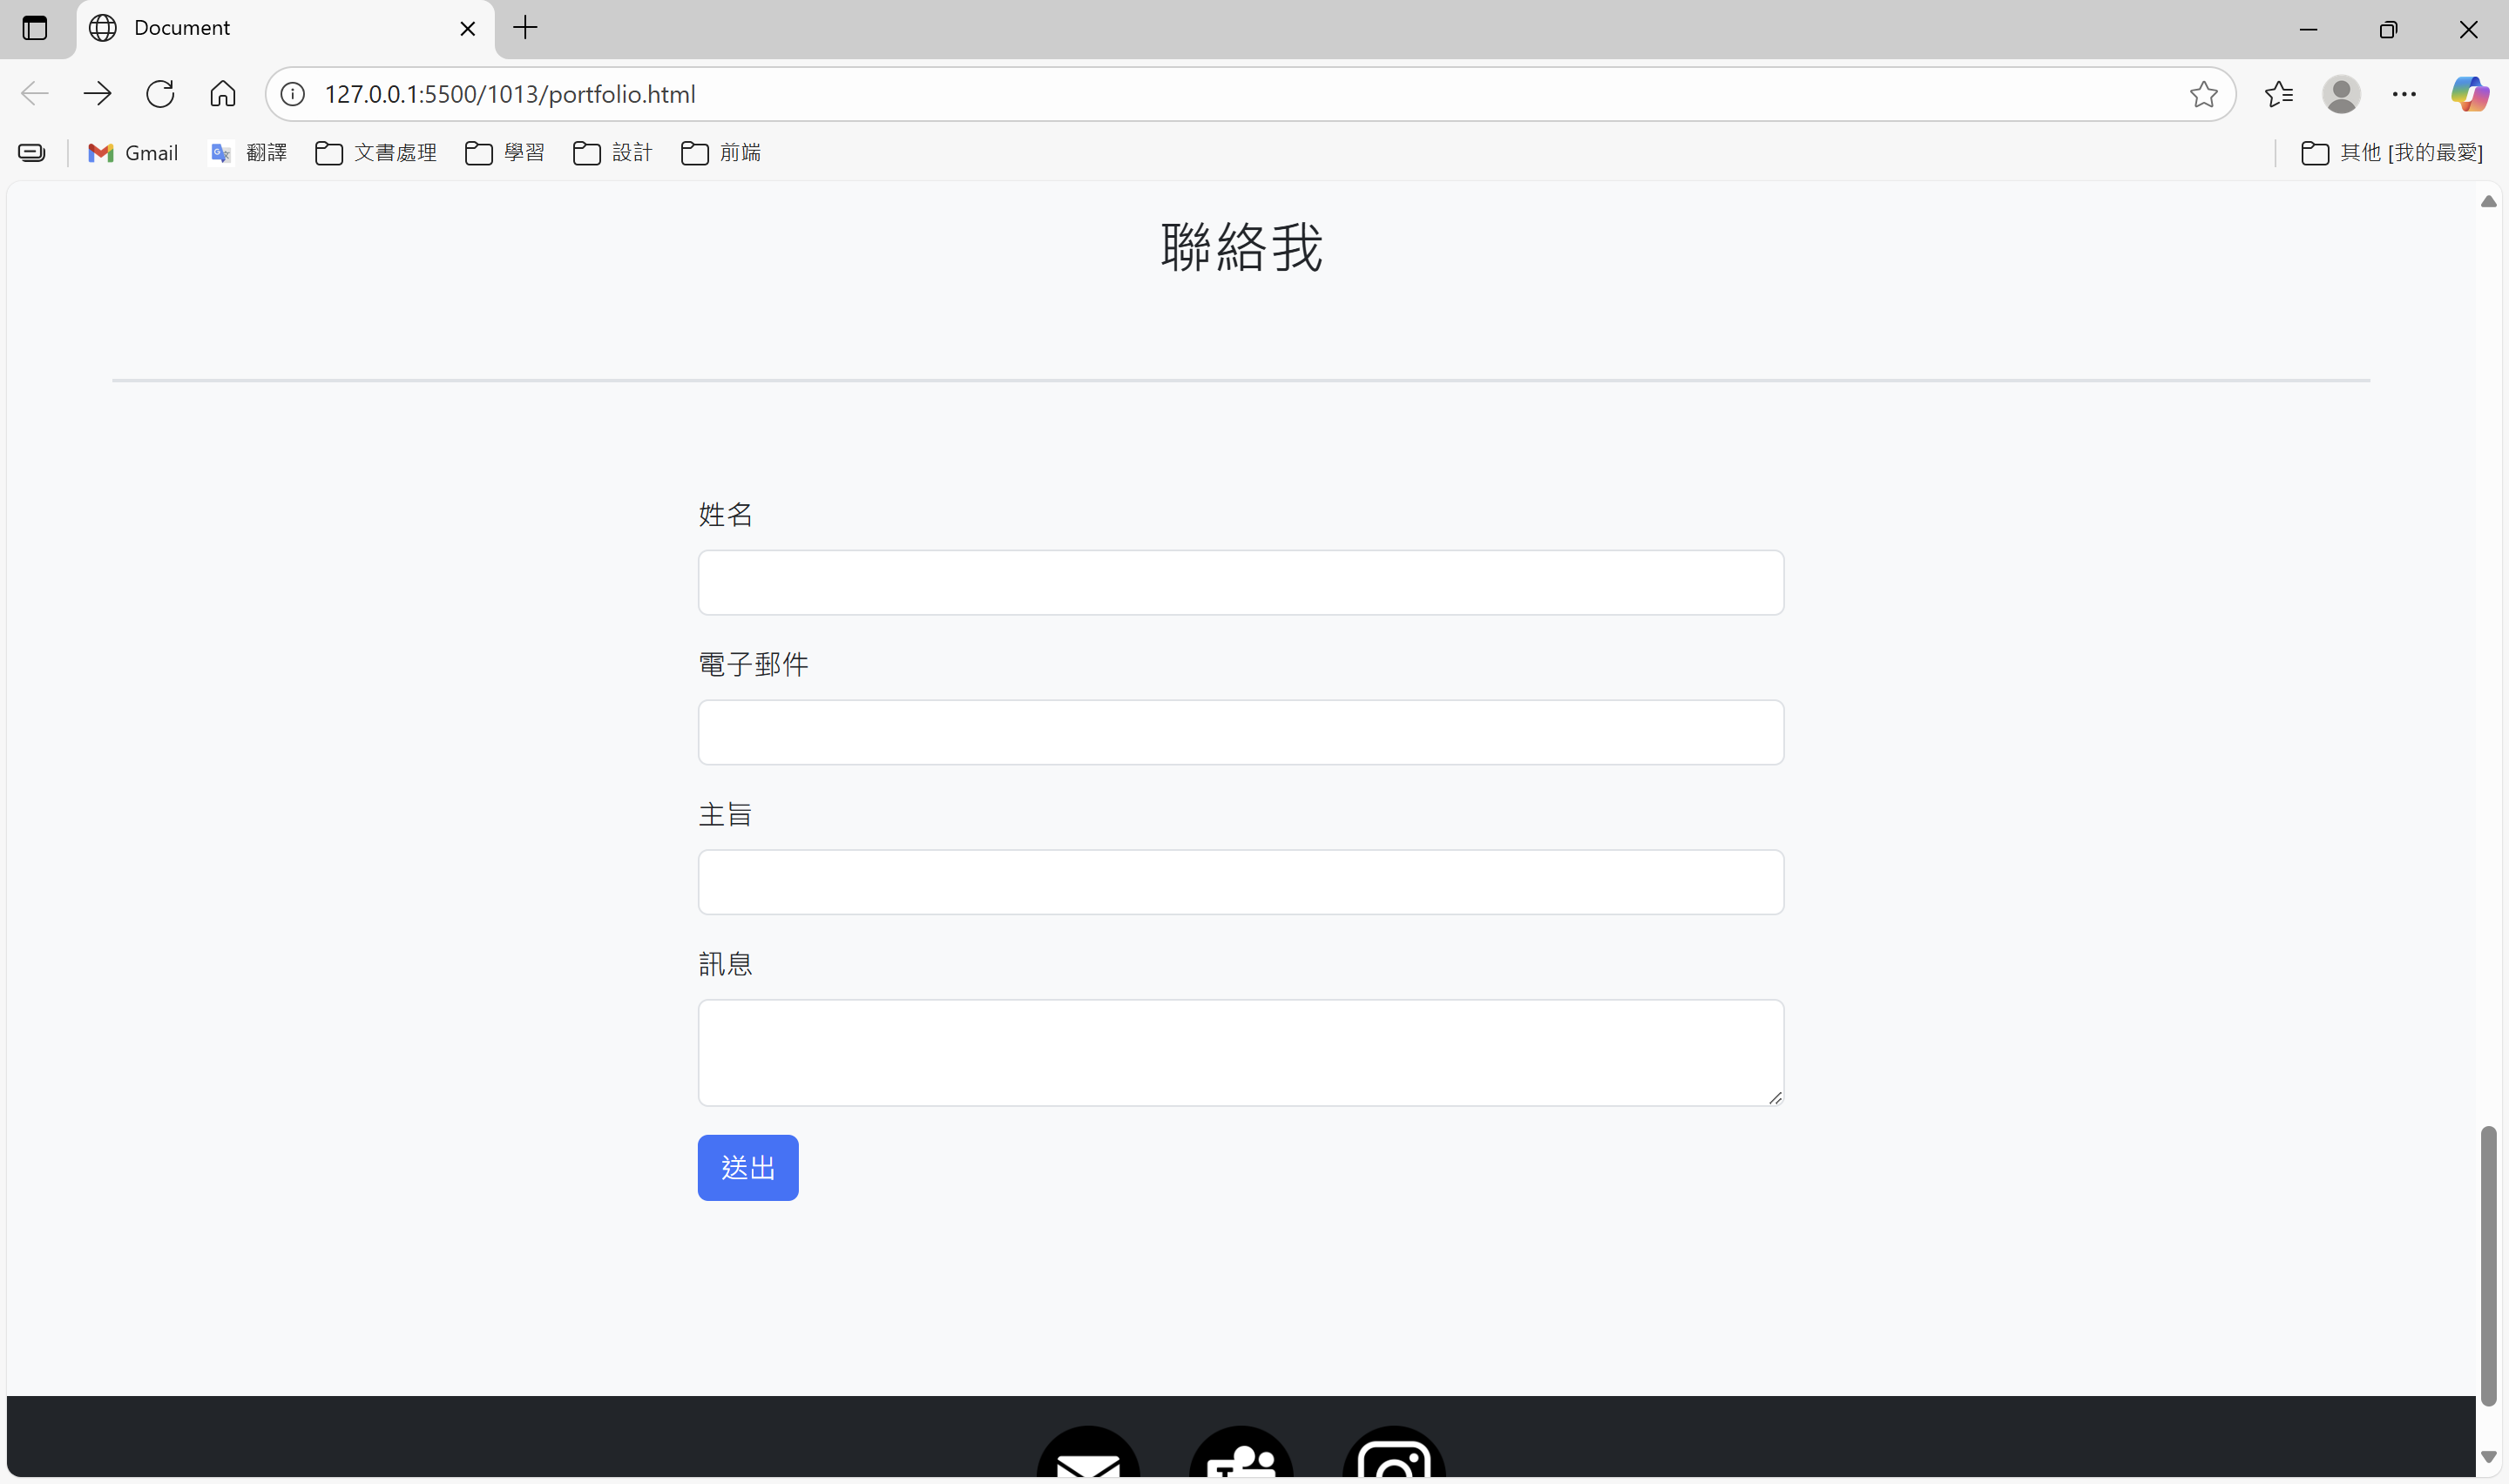 Document
127.0.0.1:5500/1013/portfolio.html
Gmail 翻譯 文書處理 學習 設計 前端 其他 [我的最愛]
聯絡我
姓名
電子郵件
主旨
訊息
送出